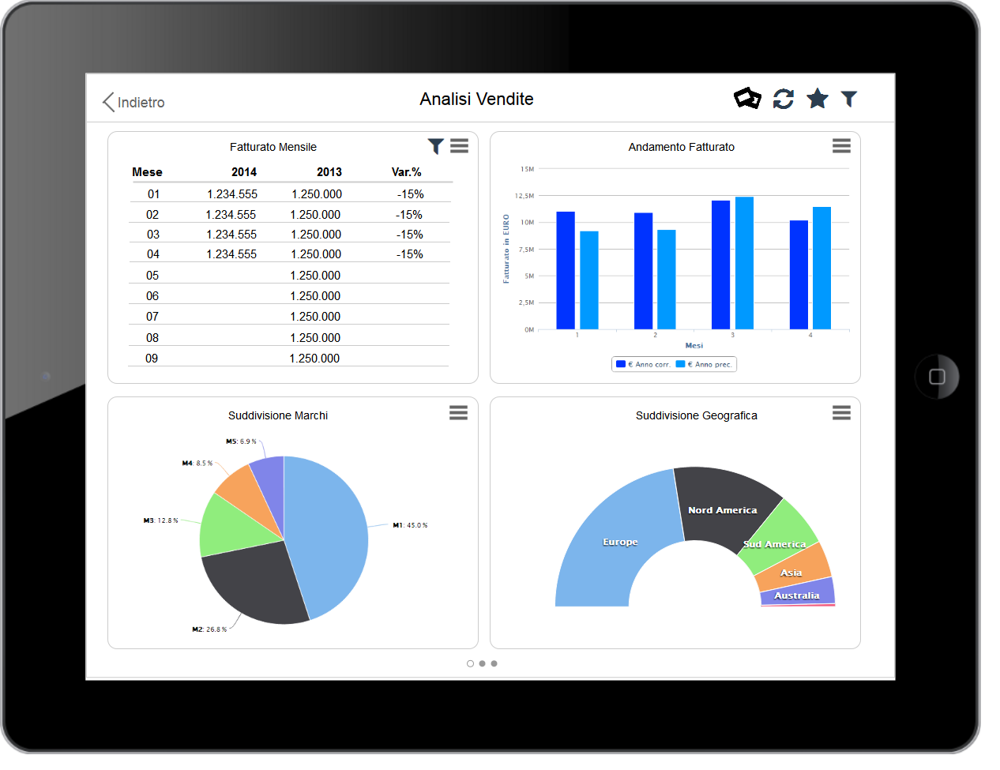 Indietro
Analisi Vendite
Fatturato Mensile
Mese 2014 2013 Var.%
01 1.234.555 1.250.000 -15%
02 1.234.555 1.250.000 -15%
03 1.234.555 1.250.000 -15%
04 1.234.555 1.250.000 -15%
05 1.250.000
06 1.250.000
07 1.250.000
08 1.250.000
09 1.250.000
Andamento Fatturato
Fatturato in EURO
15M
12,5M
10M
7,5M
5M
2,5M
0M
1 2 3 4
Mesi
€ Anno corr. € Anno prec.
Suddivisione Marchi
M5: 6.9 %
M4: 8.5 %
M3: 12.8 %
M1: 45.0 %
M2: 26.8 %
Suddivisione Geografica
Nord America
Europe
Sud America
Asia
Australia